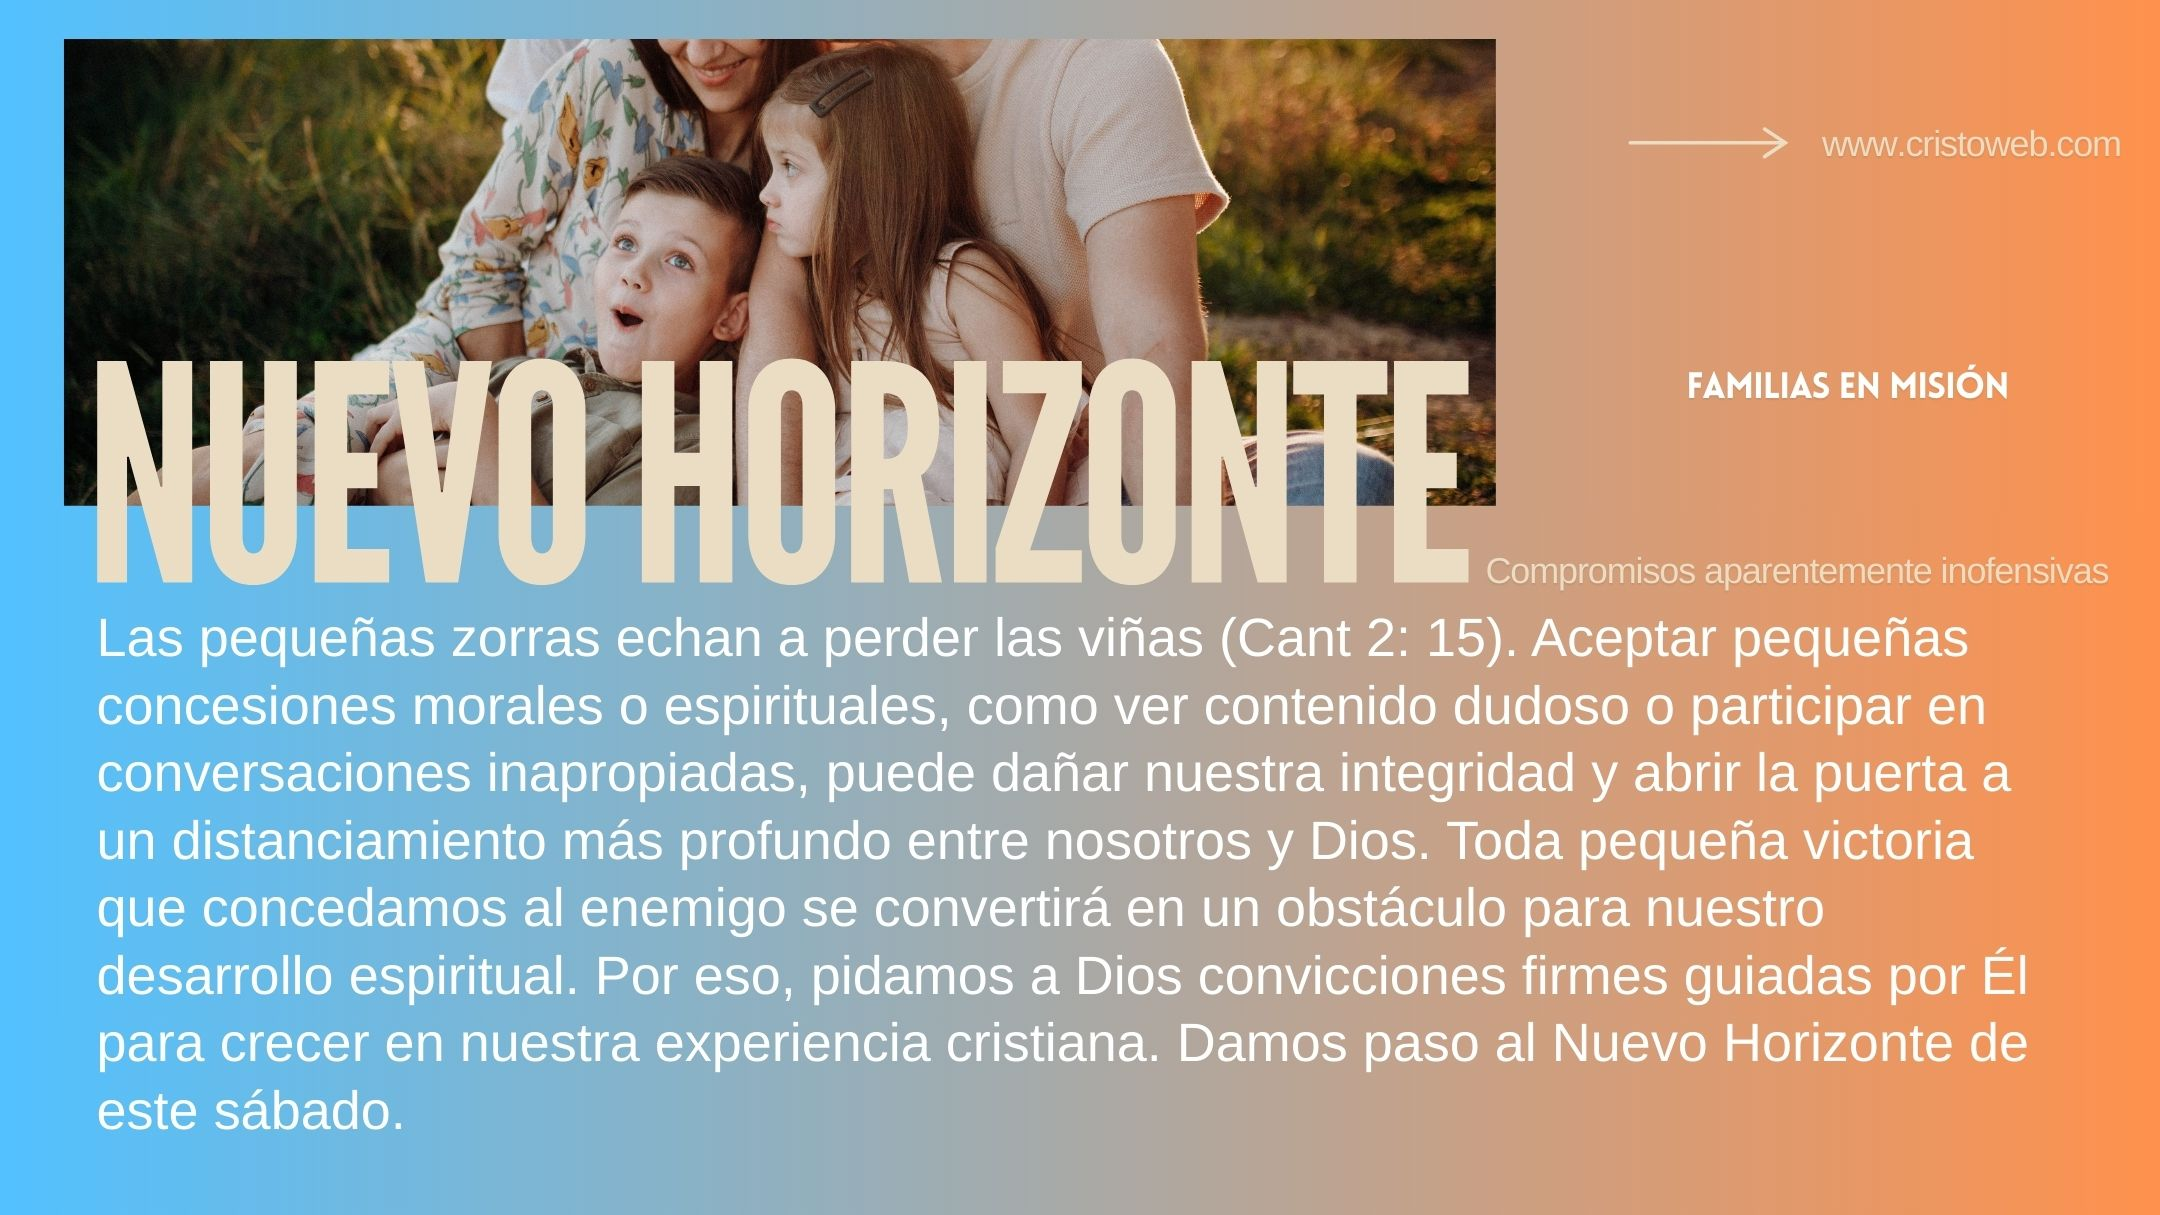 www.cristoweb.com
FAMILIAS EN MISIÓN
NUEVO HORIZONTE
Compromisos aparentemente inofensivas
Las pequeñas zorras echan a perder las viñas (Cant 2: 15). Aceptar pequeñas
concesiones morales o espirituales, como ver contenido dudoso o participar en
conversaciones inapropiadas, puede dañar nuestra integridad y abrir la puerta a
un distanciamiento más profundo entre nosotros y Dios. Toda pequeña victoria
que concedamos al enemigo se convertirá en un obstáculo para nuestro
desarrollo espiritual. Por eso, pidamos a Dios convicciones firmes guiadas por Él
para crecer en nuestra experiencia cristiana. Damos paso al Nuevo Horizonte de
este sábado.